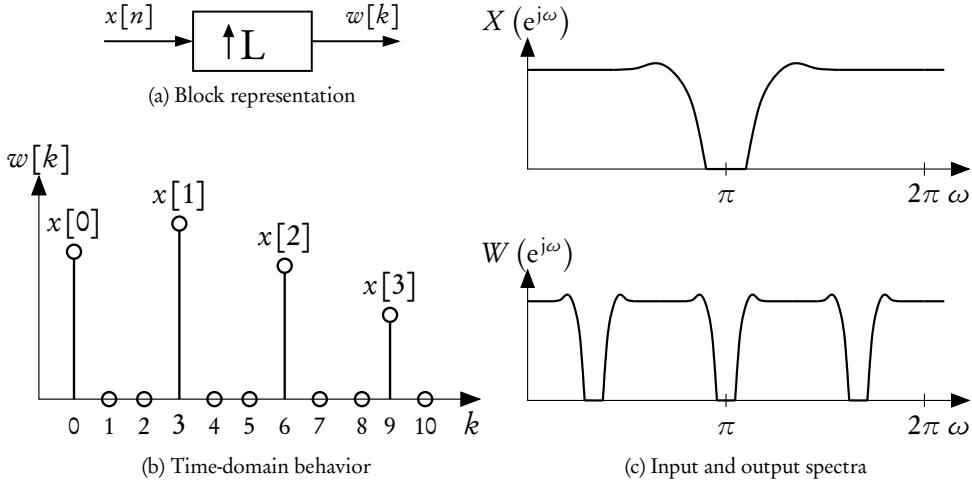 x[n] w[k]
↑L
(a) Block representation
w[k]
x[0] x[1] x[2] x[3]
0 1 2 3 4 5 6 7 8 9 10 k
(b) Time-domain behavior
X (e^{jω})
π 2π ω
W (e^{jω})
π 2π ω
(c) Input and output spectra